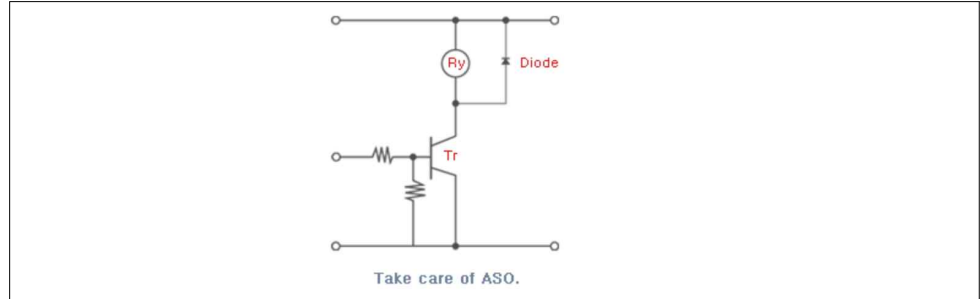 Ry
Diode
Tr
Take care of ASO.